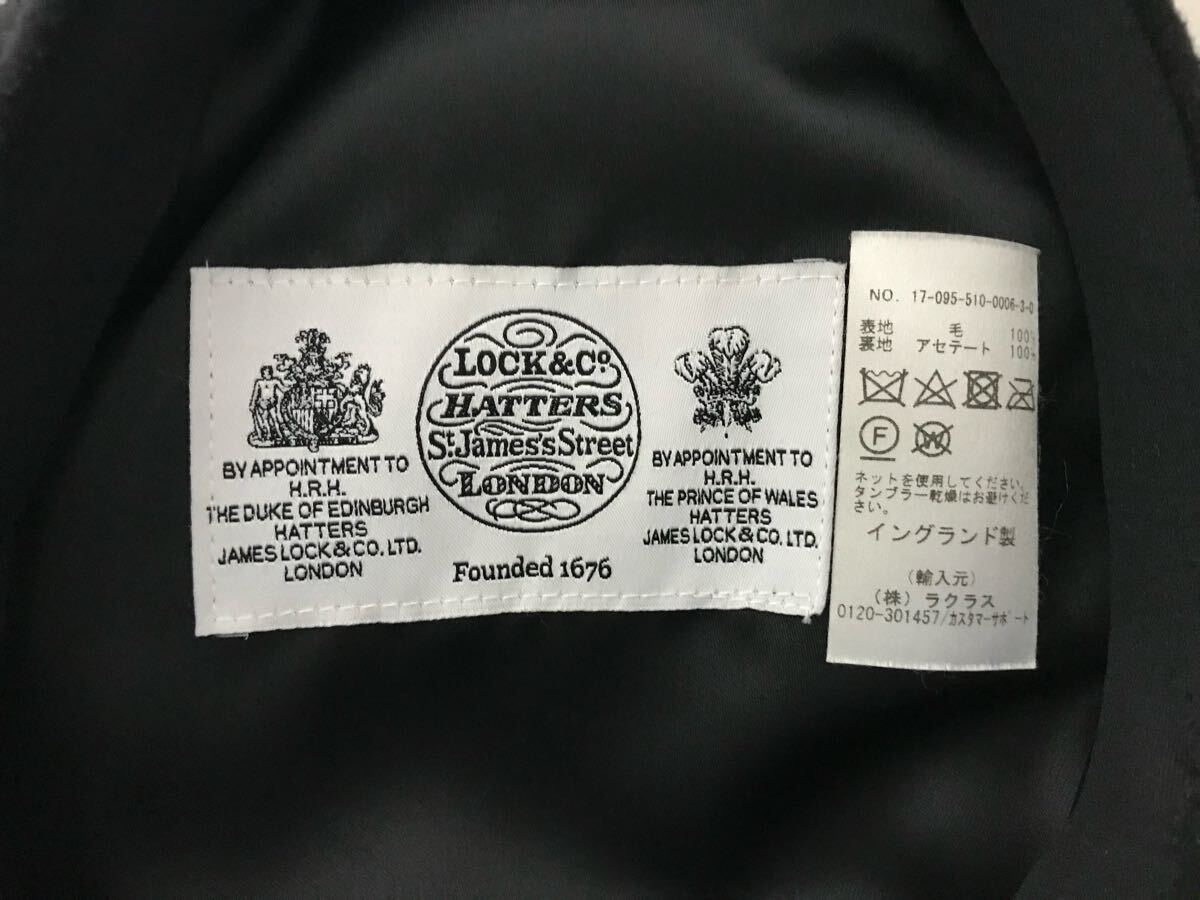 BY APPOINTMENT TO
H.R.H.
THE DUKE OF EDINBURGH
HATTERS
JAMES LOCK & CO. LTD.
LONDON
LOCK & Cº.
HATTERS
St. James's Street
LONDON
Founded 1676
BY APPOINTMENT TO
H.R.H.
THE PRINCE OF WALES
HATTERS
JAMES LOCK & CO. LTD.
LONDON
NO. 17-095-510-0006-3-0
表地 毛 100%
裏地 アセテート 100%
F
W
ネットを使用してください。
タンブラー乾燥はお避けくだ
さい。
イングランド製
(輸入元)
(株) ラクラス
0120-301457/カスタマーサポート